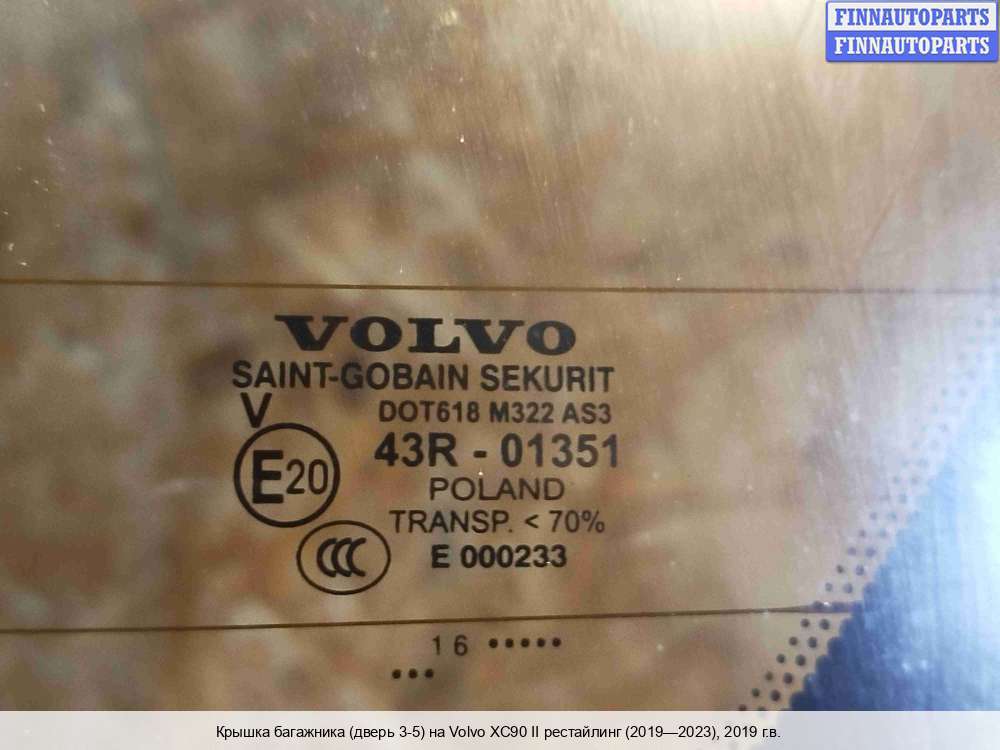 FINNAUTOPARTS
FINNAUTOPARTS
VOLVO
SAINT-GOBAIN SEKURIT
V
DOT618 M322 AS3
43R - 01351
E20
POLAND
TRANSP. < 70%
CCC
E 000233
16 •••••
•••
Крышка багажника (дверь 3-5) на Volvo XC90 II рестайлинг (2019—2023), 2019 г.в.